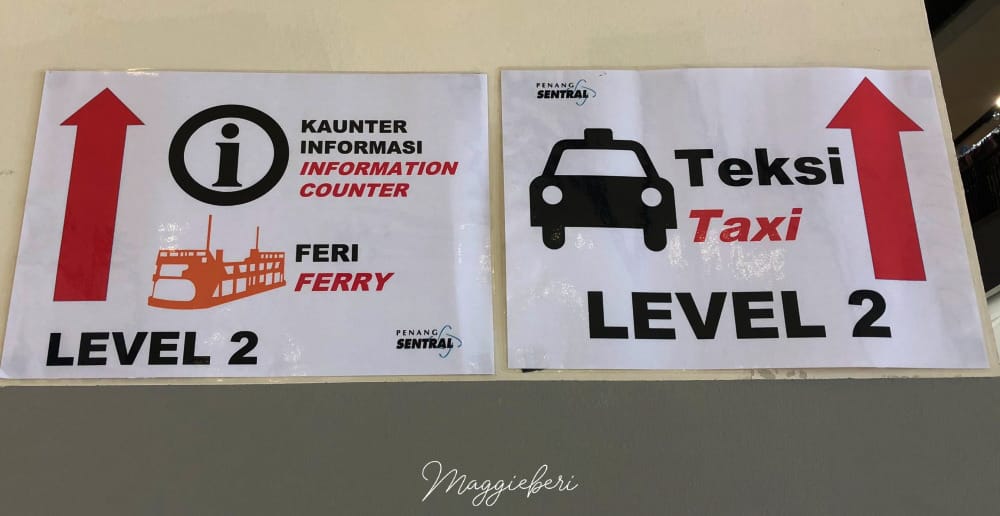 KAUNTER
INFORMASI
INFORMATION
COUNTER
FERI
FERRY
LEVEL 2
PENANG
SENTRAL
PENANG
SENTRAL
Teksi
Taxi
LEVEL 2
Maggieberi